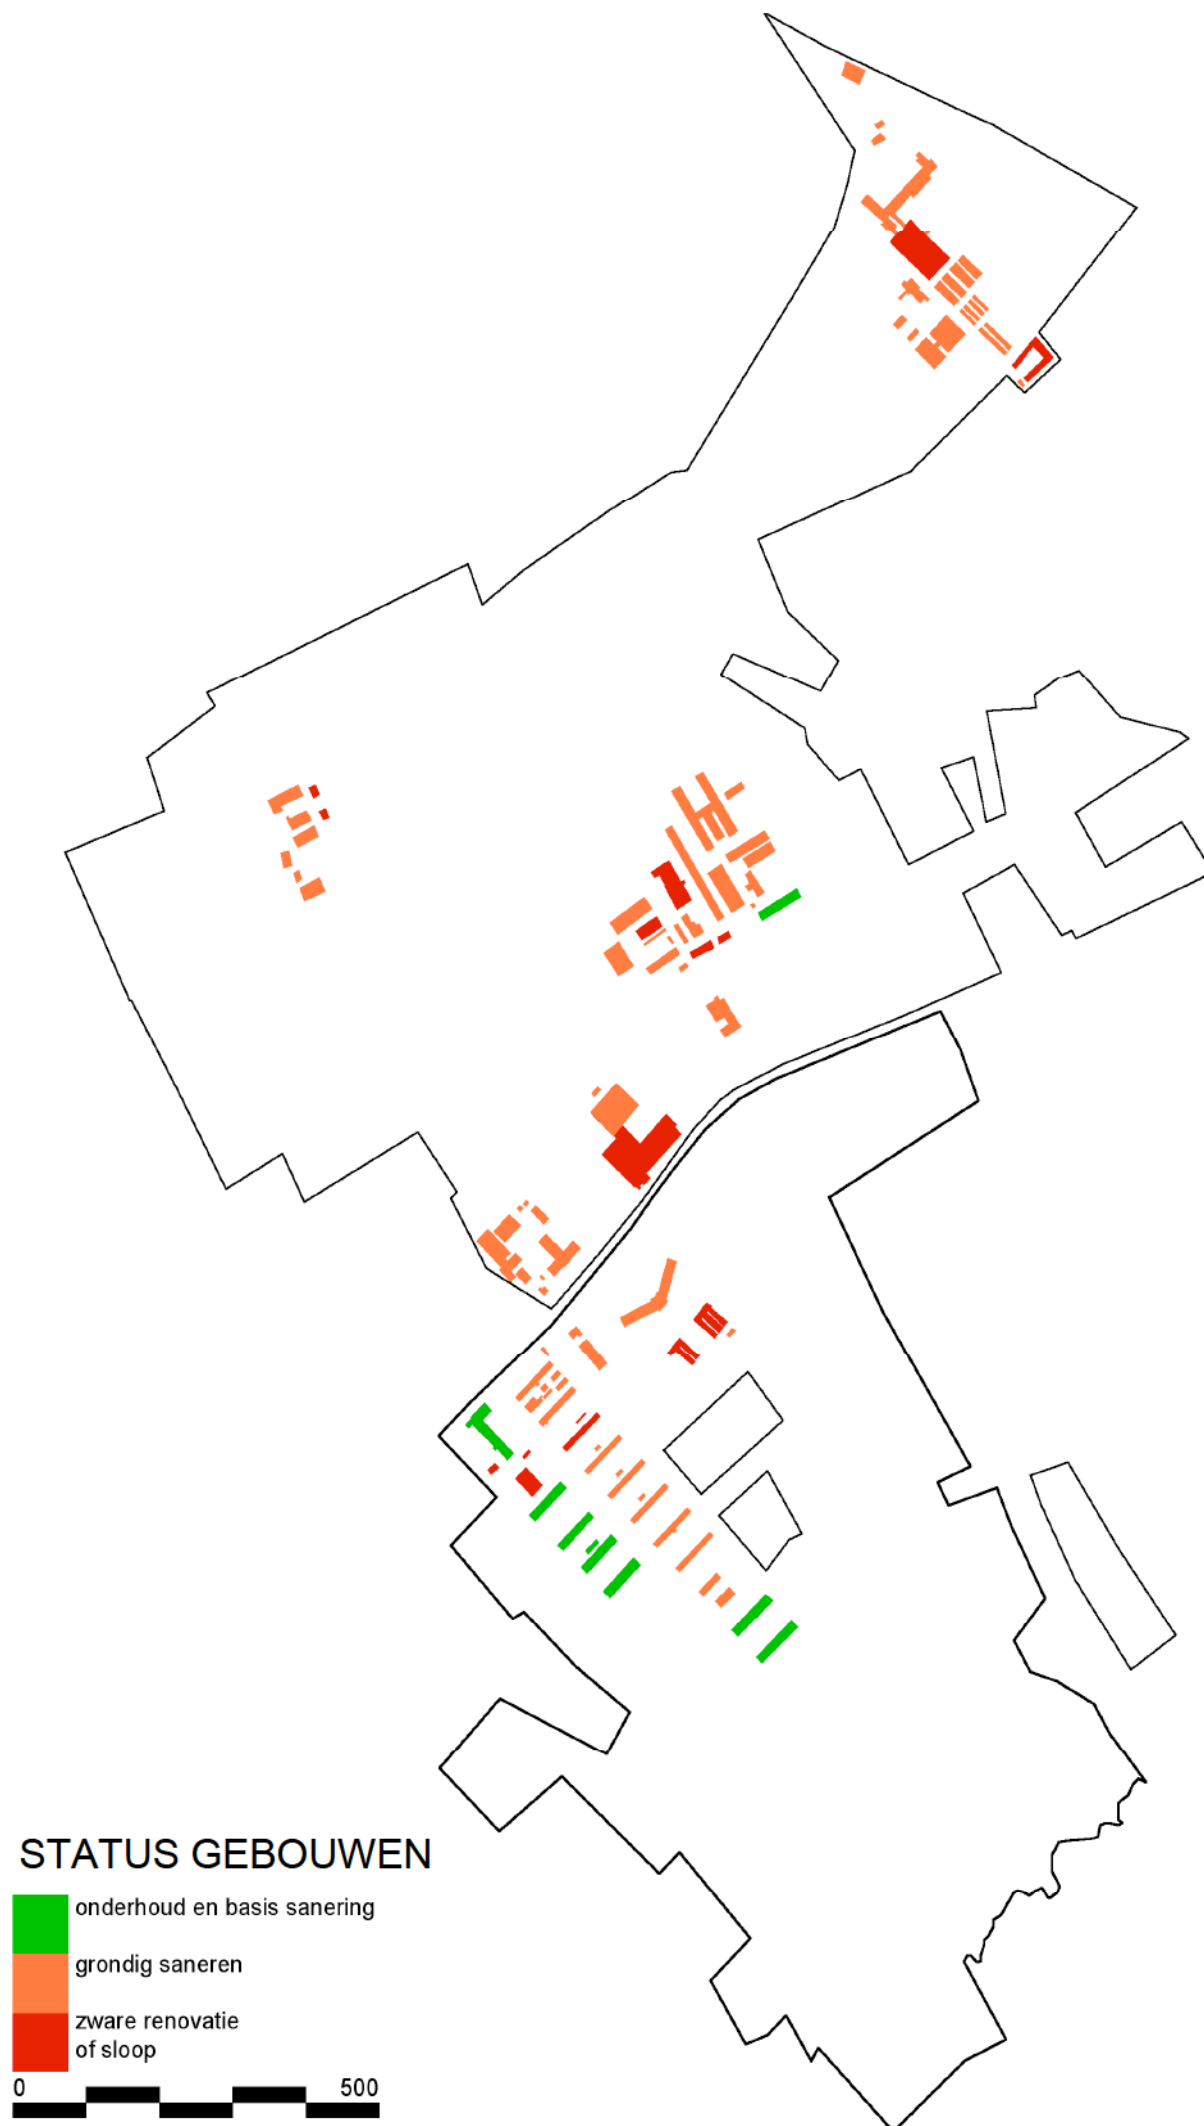 STATUS GEBOUWEN
onderhoud en basis sanering
grondig saneren
zware renovatie
of sloop
0 500